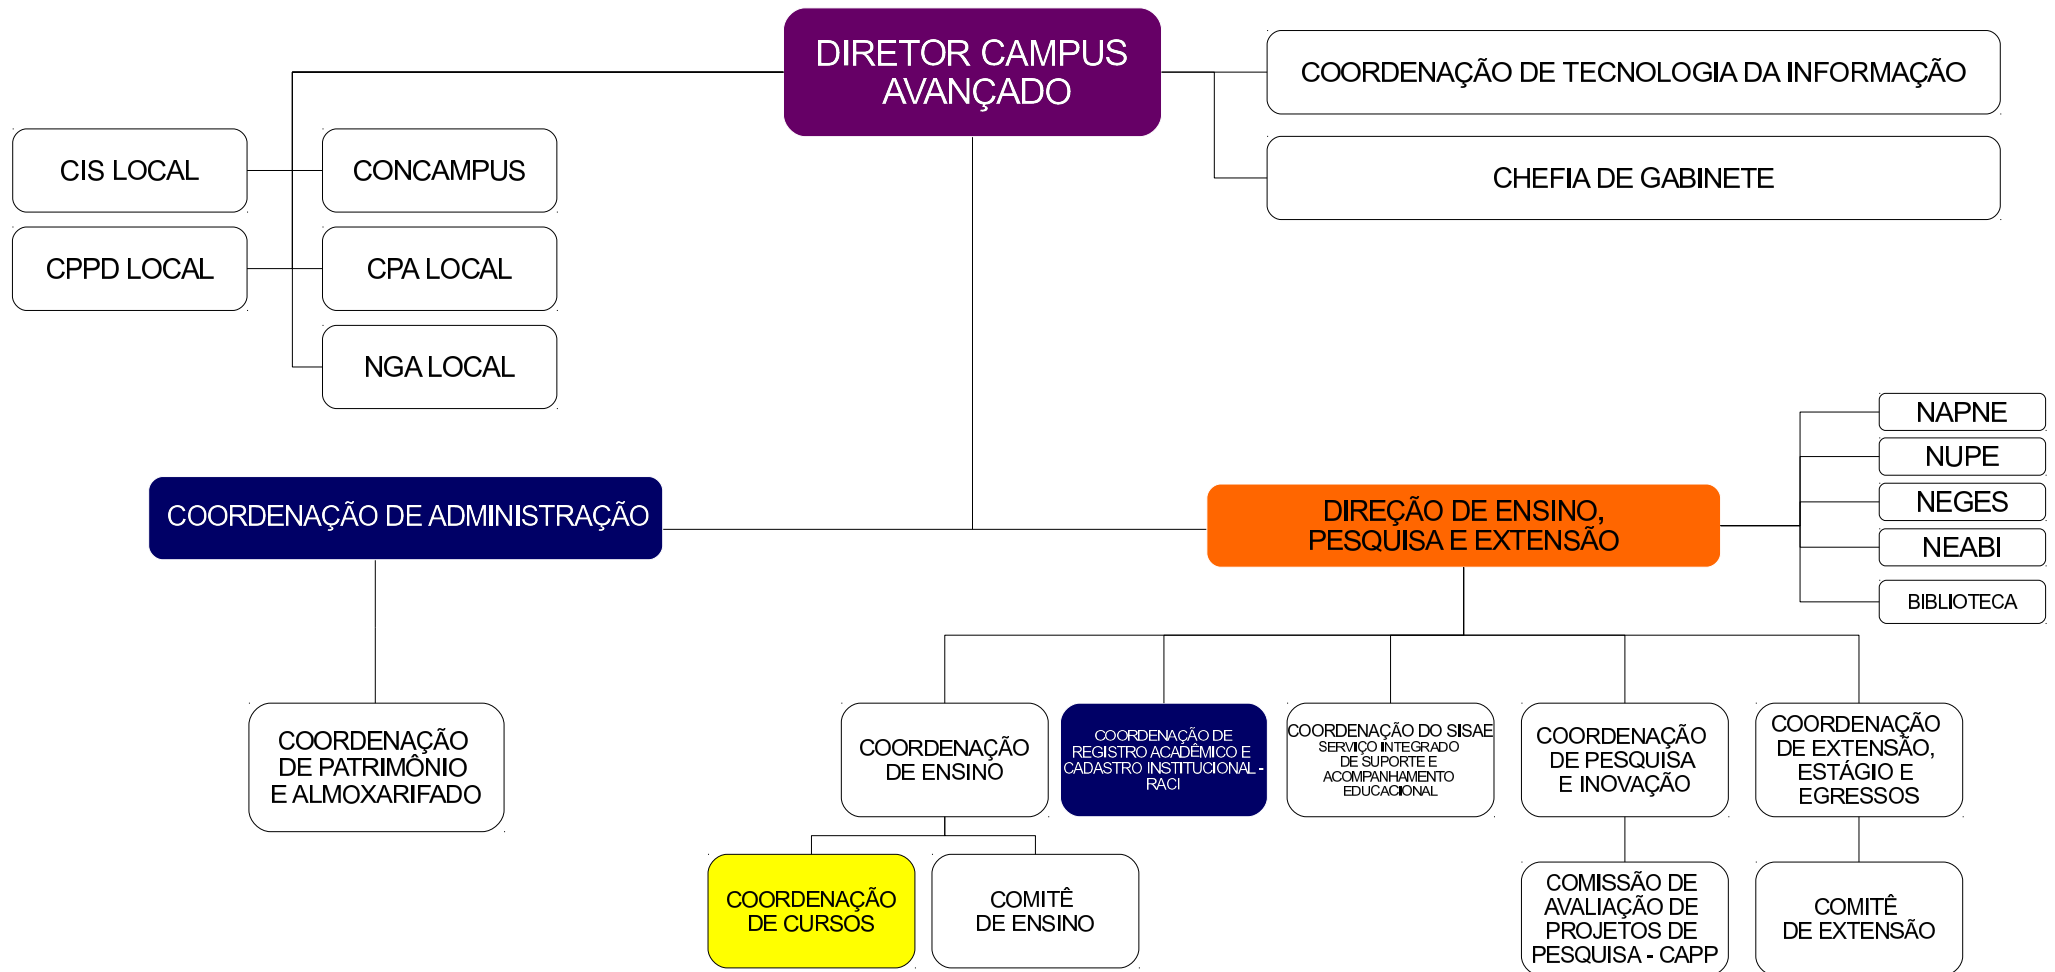 DIRETOR CAMPUS
AVANÇADO
COORDENAÇÃO DE TECNOLOGIA DA INFORMAÇÃO
CHEFIA DE GABINETE
CIS LOCAL
CONCAMPUS
CPPD LOCAL
CPA LOCAL
NGA LOCAL
NAPNE
NUPE
NEGES
NEABI
BIBLIOTECA
COORDENAÇÃO DE ADMINISTRAÇÃO
DIREÇÃO DE ENSINO,
PESQUISA E EXTENSÃO
COORDENAÇÃO
DE PATRIMÔNIO
E ALMOXARIFADO
COORDENAÇÃO
DE ENSINO
COORDENAÇÃO DE
REGISTRO ACADÊMICO E
CADASTRO INSTITUCIONAL -
RACI
COORDENAÇÃO DO SISAE
SERVIÇO INTEGRADO
DE SUPORTE E
ACOMPANHAMENTO
EDUCACIONAL
COORDENAÇÃO
DE PESQUISA
E INOVAÇÃO
COORDENAÇÃO
DE EXTENSÃO,
ESTÁGIO E
EGRESSOS
COORDENAÇÃO
DE CURSOS
COMITÊ
DE ENSINO
COMISSÃO DE
AVALIAÇÃO DE
PROJETOS DE
PESQUISA - CAPP
COMITÊ
DE EXTENSÃO